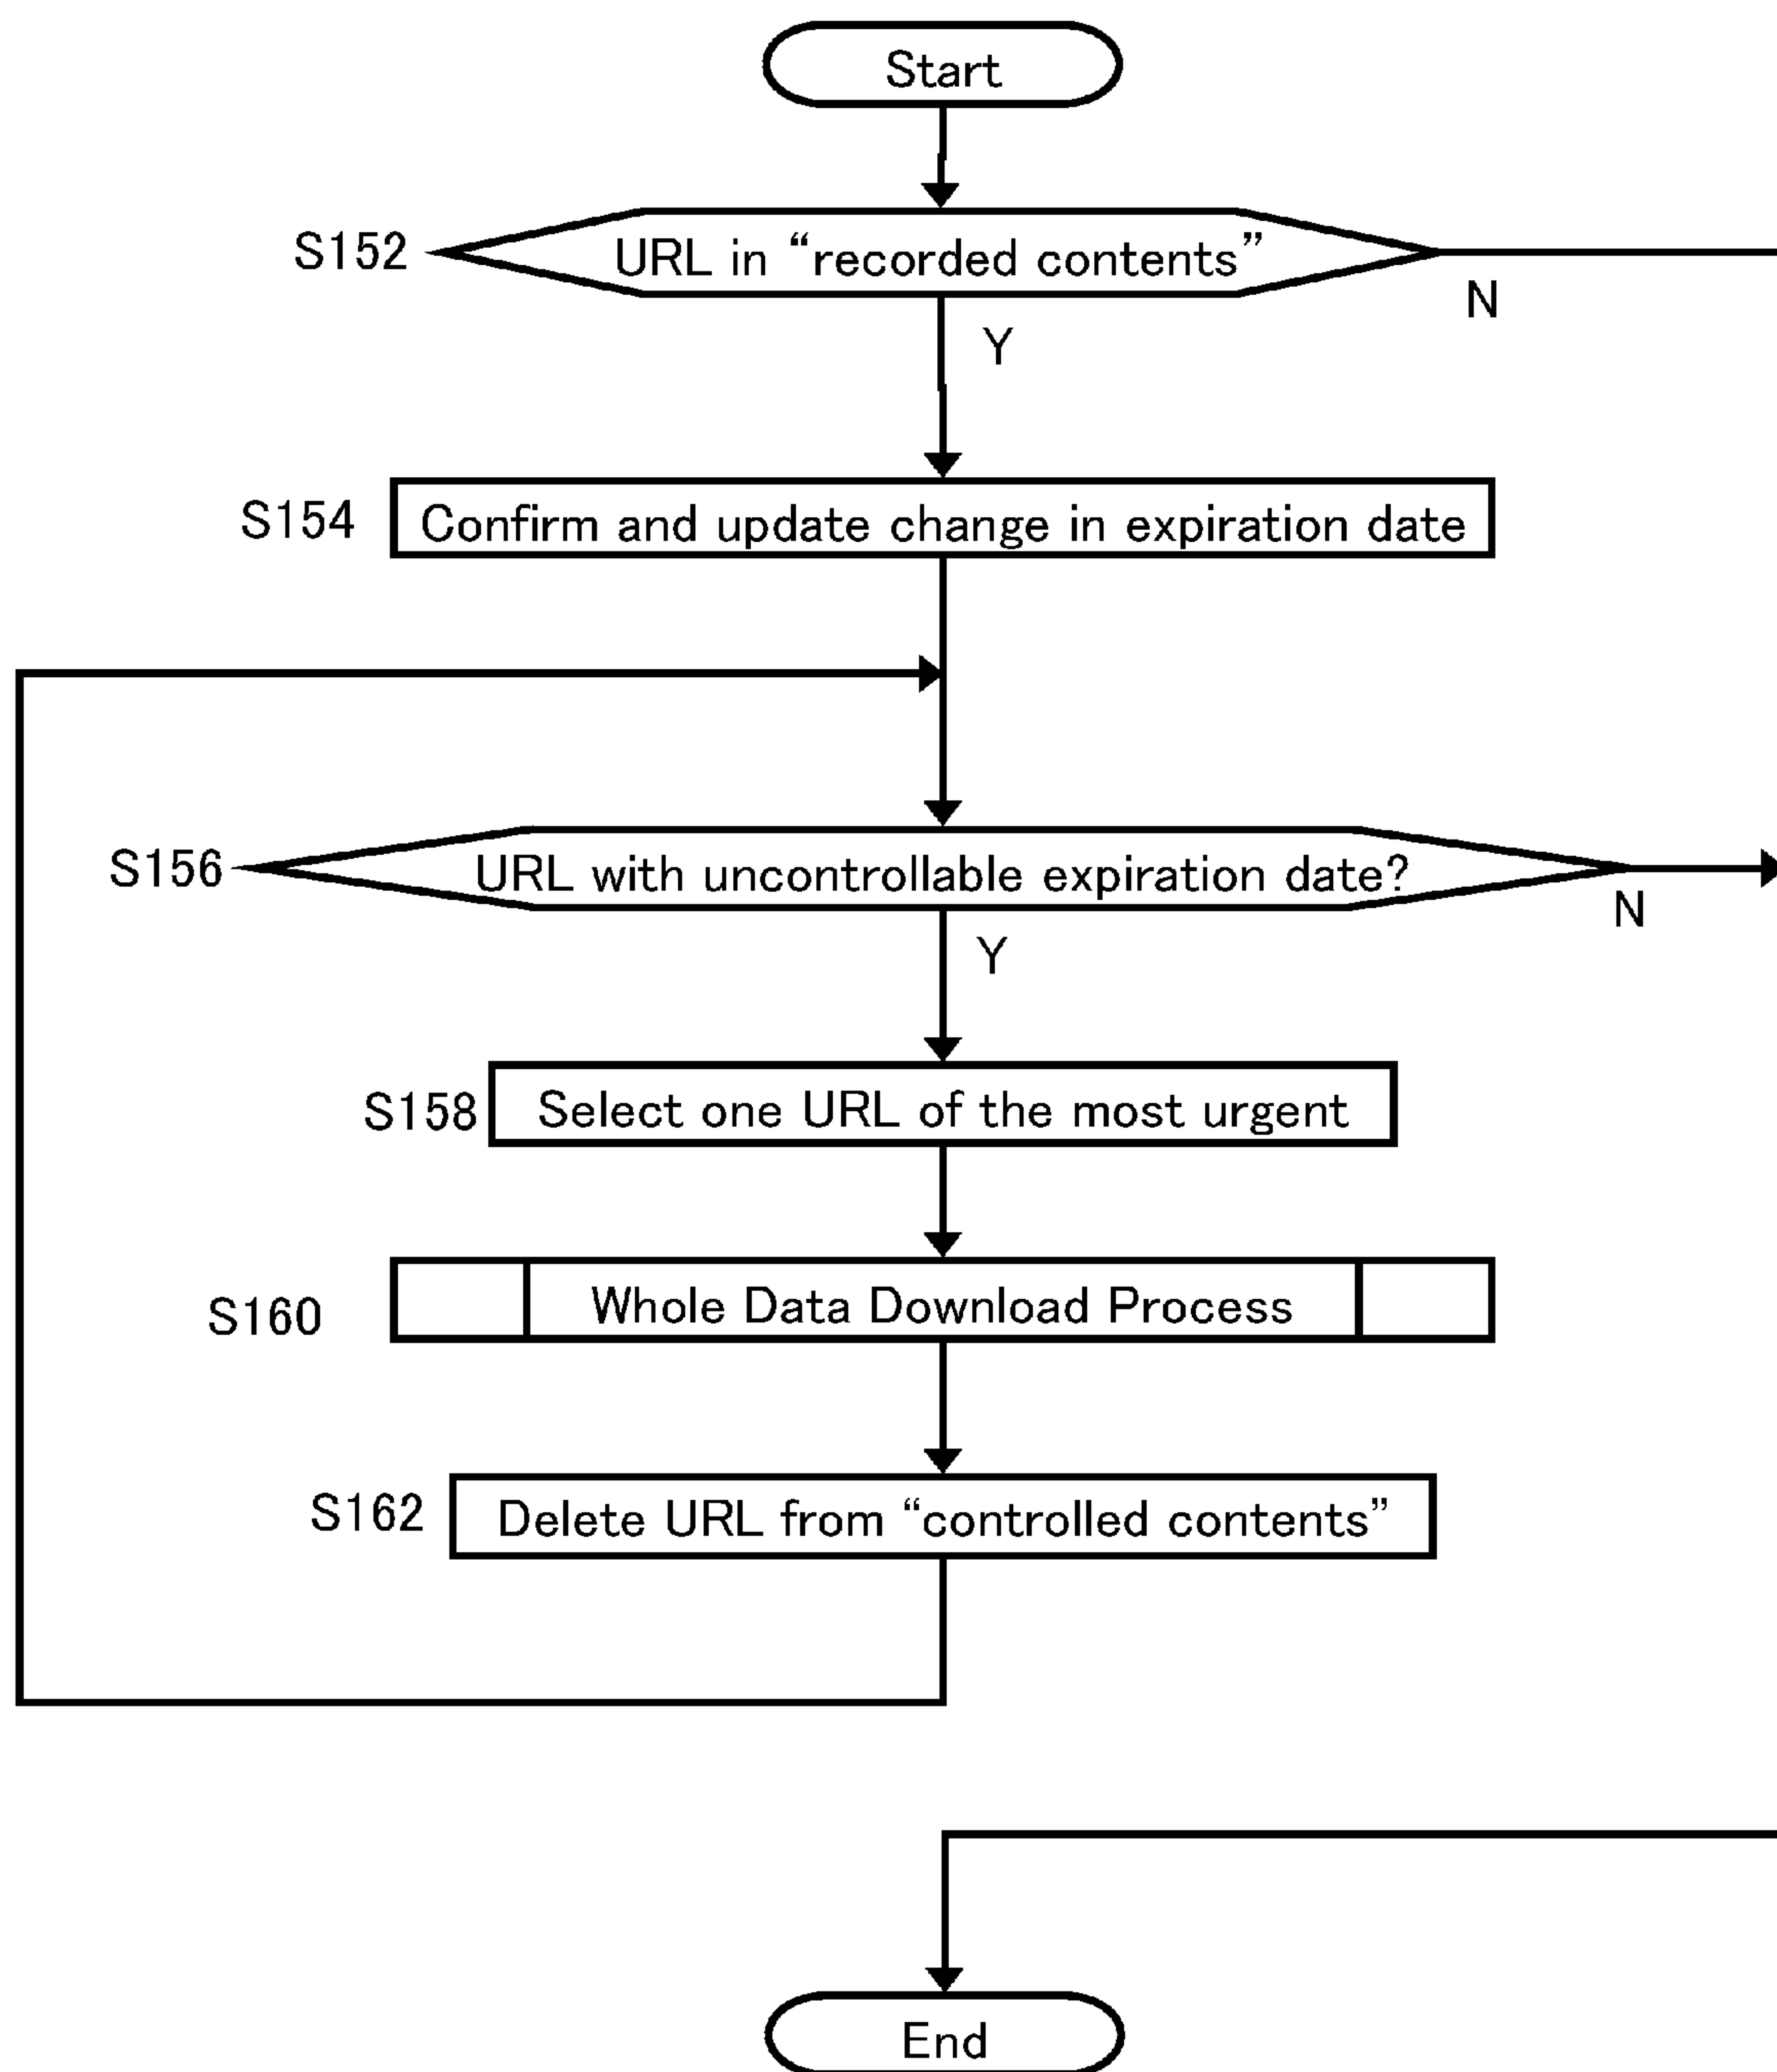 Start
S152
URL in “recorded contents”
N
Y
S154
Confirm and update change in expiration date
S156
URL with uncontrollable expiration date?
N
Y
S158
Select one URL of the most urgent
S160
Whole Data Download Process
S162
Delete URL from “controlled contents”
End